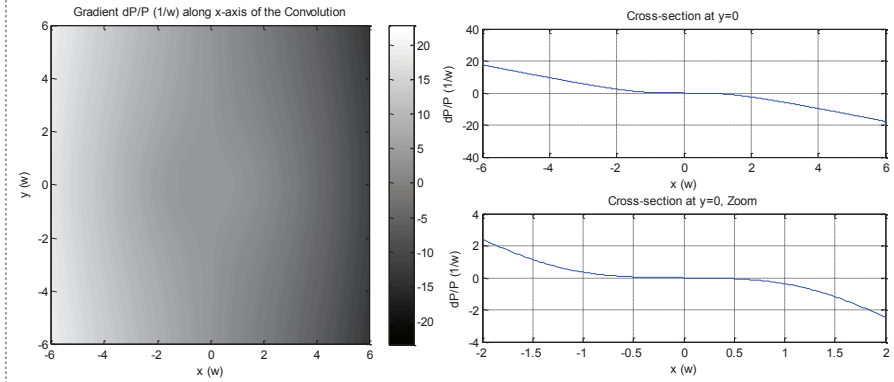 Gradient dP/P (1/w) along x-axis of the Convolution
6
4
2
0
-2
-4
-6
y (w)
-6 -4 -2 0 2 4 6
x (w)
20
15
10
5
0
-5
-10
-15
-20
Cross-section at y=0
40
20
0
-20
-40
dP/P (1/w)
-6 -4 -2 0 2 4 6
x (w)
Cross-section at y=0, Zoom
4
2
0
-2
-4
dP/P (1/w)
-2 -1.5 -1 -0.5 0 0.5 1 1.5 2
x (w)